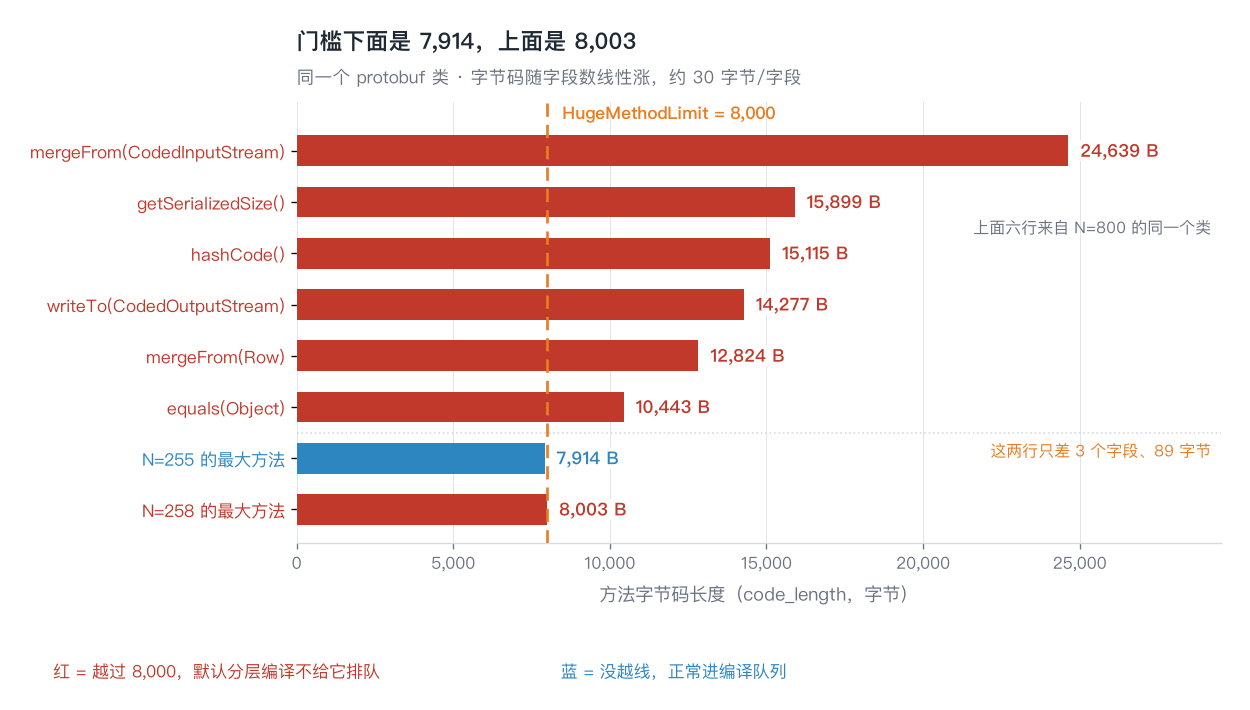 门槛下面是 7,914，上面是 8,003
同一个 protobuf 类 · 字节码随字段数线性涨，约 30 字节/字段
HugeMethodLimit = 8,000
mergeFrom(CodedInputStream) 24,639 B
getSerializedSize() 15,899 B
上面六行来自 N=800 的同一个类
hashCode() 15,115 B
writeTo(CodedOutputStream) 14,277 B
mergeFrom(Row) 12,824 B
equals(Object) 10,443 B
这两行只差 3 个字段、89 字节
N=255 的最大方法 7,914 B
N=258 的最大方法 8,003 B
0 5,000 10,000 15,000 20,000 25,000
方法字节码长度（code_length，字节）
红 = 越过 8,000，默认分层编译不给它排队
蓝 = 没越线，正常进编译队列